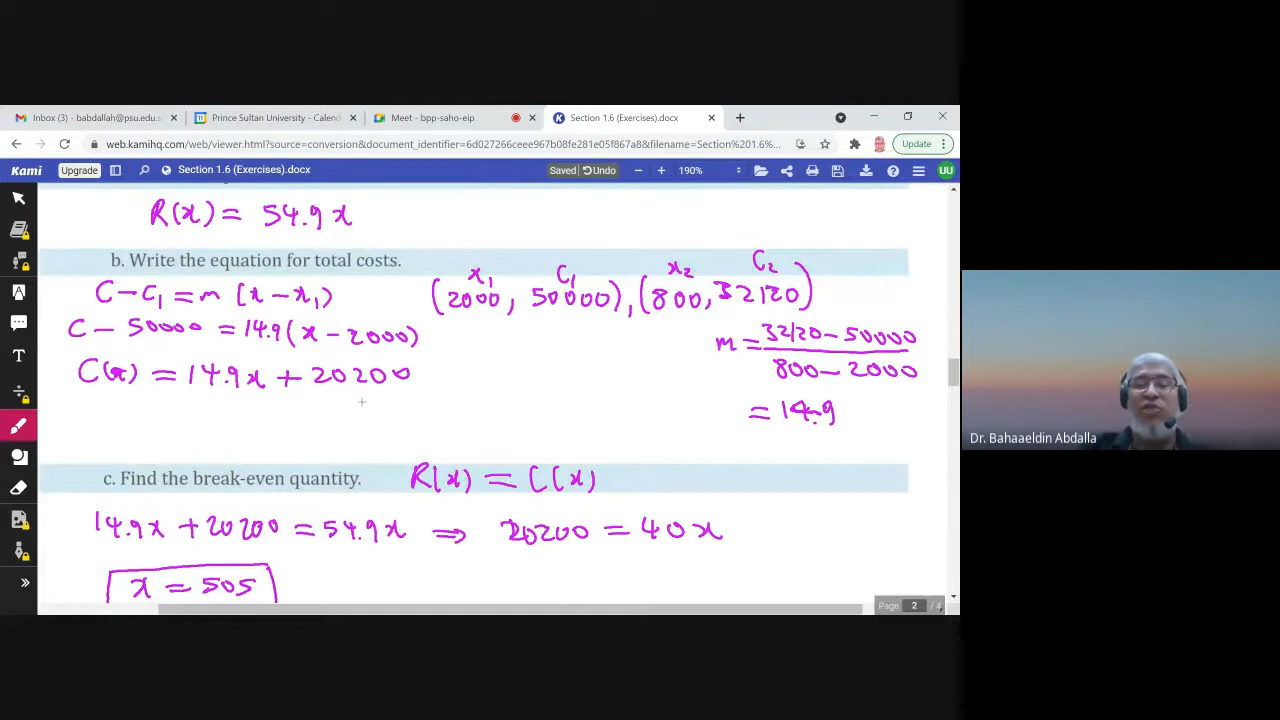 Inbox (3) - babdallah@psu.edu.s
Prince Sultan University - Calend
Meet - bpp-saho-eip
Section 1.6 (Exercises).docx
web.kamihq.com/web/viewer.html?source=conversion&document_identifier=6d027266ceee967b08fe281e05f867a8&filename=Section%201.6%...
Update
Kami
Upgrade
Section 1.6 (Exercises).docx
Saved
Undo
190%
UU
R(x) = 54.9x
b. Write the equation for total costs.
C - C₁ = m (x - x₁)
x₁ C₁ x₂ C₂
(2000, 50000), (800, 32120)
C - 50000 = 14.9(x - 2000)
m = 32120 - 50000
800 - 2000
C(x) = 14.9x + 20200
= 14.9
c. Find the break-even quantity.
R(x) = C(x)
14.9x + 20200 = 54.9x ⇒ 20200 = 40x
x = 505
Page 2 / 4
Dr. Bahaaeldin Abdalla